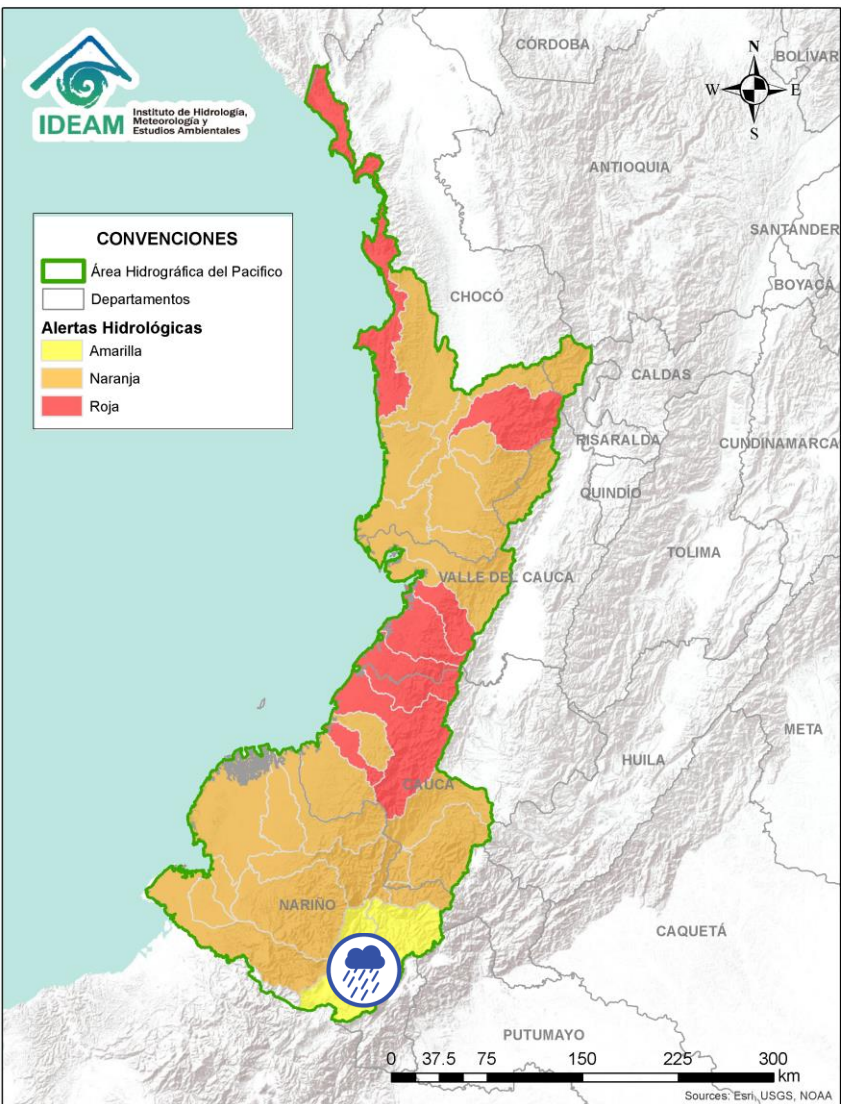 IDEAM
Instituto de Hidrología,
Meteorología y
Estudios Ambientales
N
W
E
S
CÓRDOBA
BOLÍVAR
ANTIOQUIA
SANTANDER
BOYACÁ
CHOCÓ
CALDAS
RISARALDA
CUNDINAMARCA
QUINDÍO
TOLIMA
VALLE DEL CAUCA
META
HUILA
CAUCA
NARIÑO
CAQUETÁ
PUTUMAYO
CONVENCIONES
Área Hidrográfica del Pacifico
Departamentos
Alertas Hidrológicas
Amarilla
Naranja
Roja
0 37.5 75 150 225 300
km
Sources: Esri, USGS, NOAA